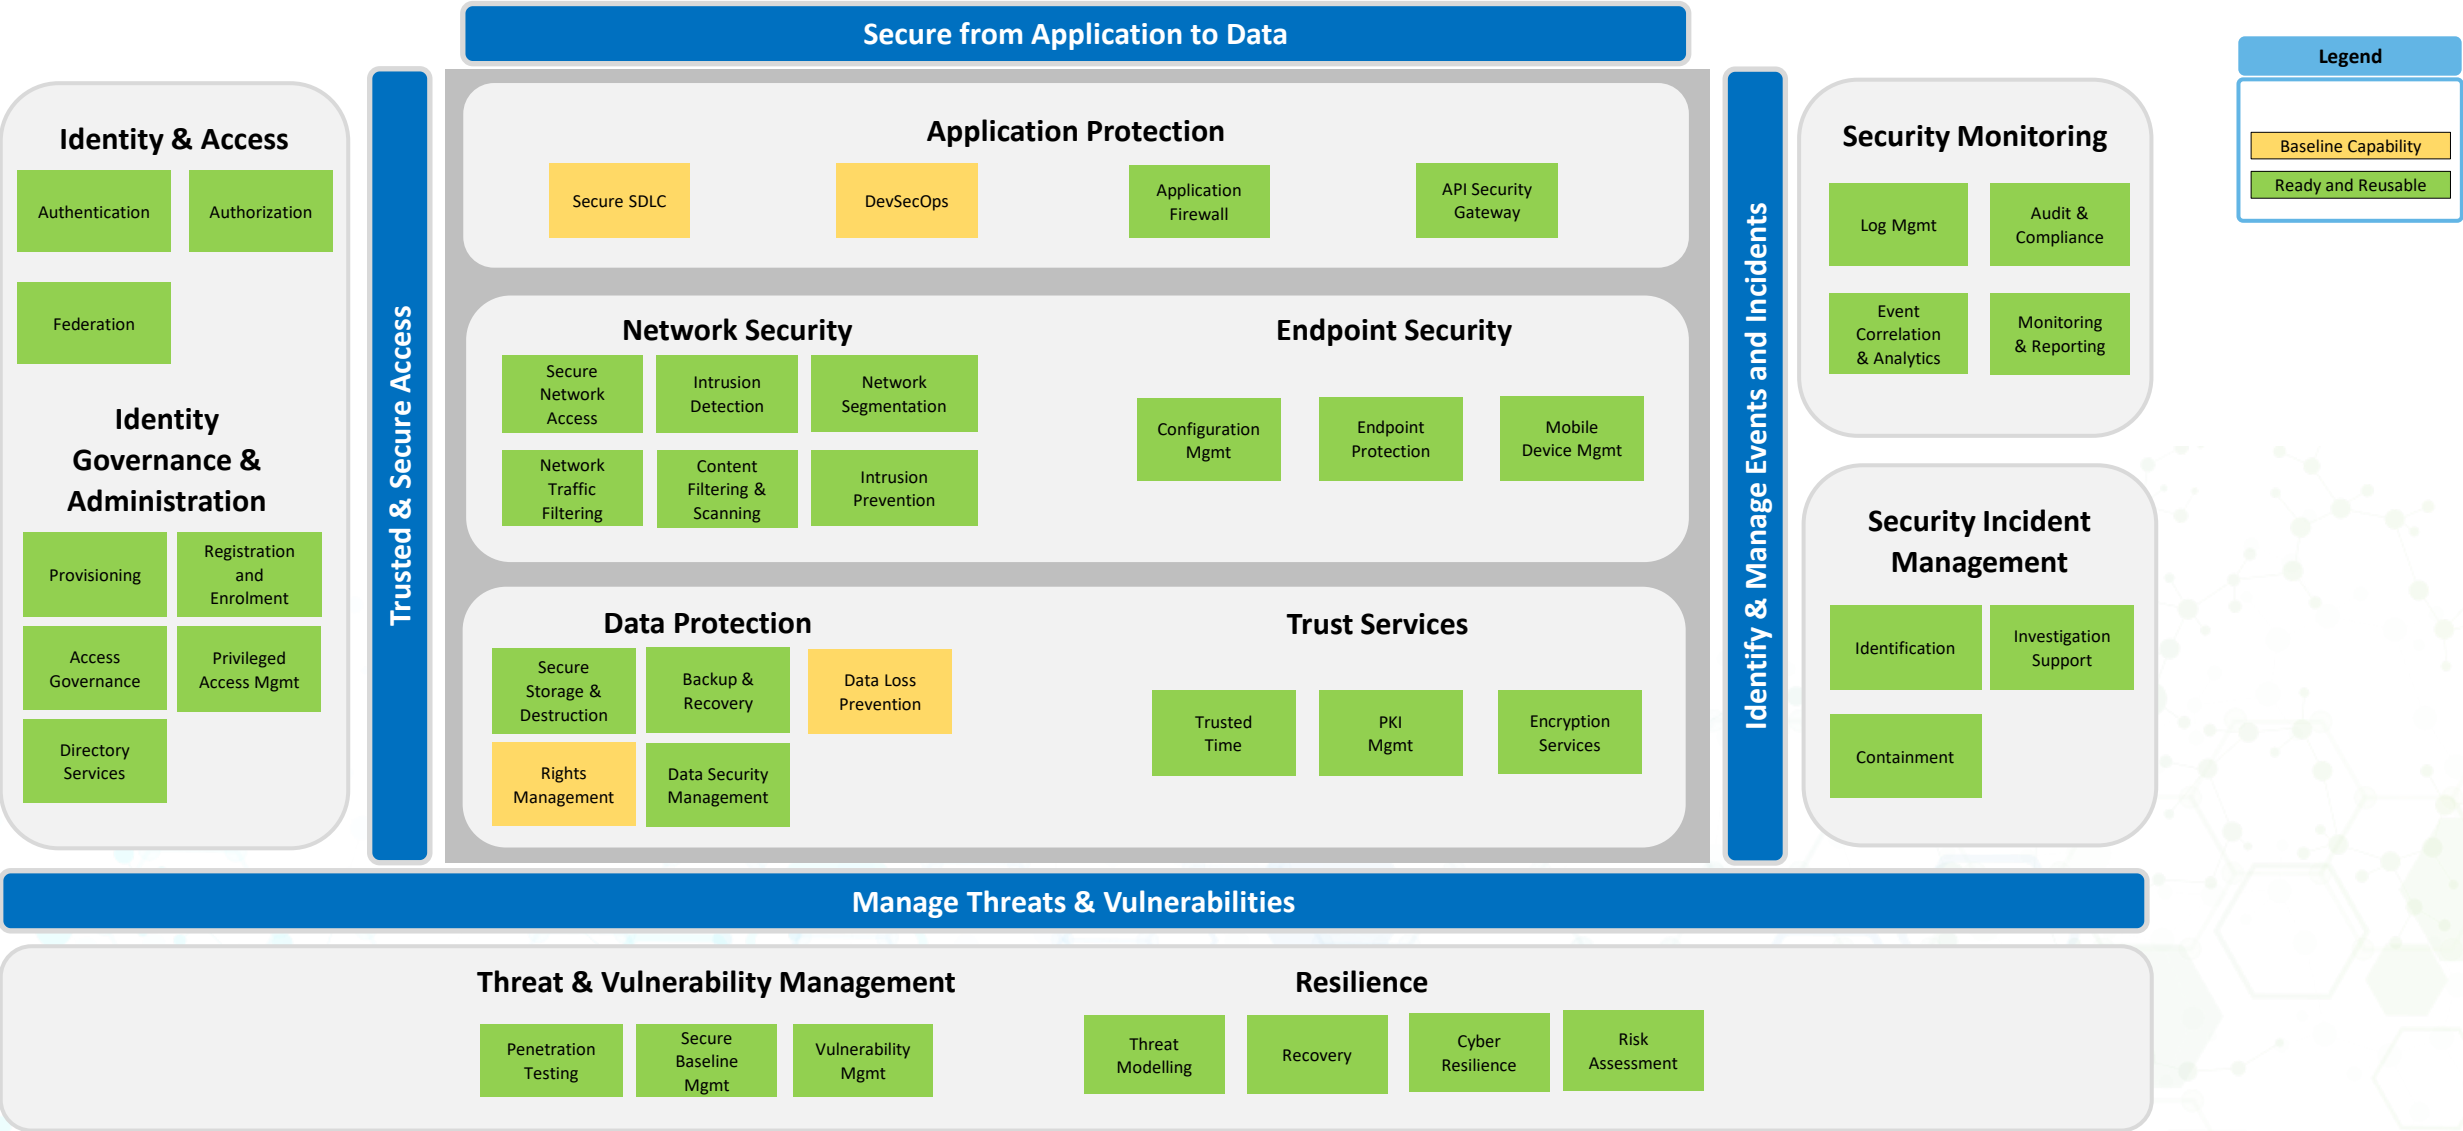 Secure from Application to Data
Legend
Baseline Capability
Ready and Reusable
Identity & Access
Authentication
Authorization
Federation
Identity
Governance &
Administration
Provisioning
Registration
and
Enrolment
Access
Governance
Privileged
Access Mgmt
Directory
Services
Trusted & Secure Access
Application Protection
Secure SDLC
DevSecOps
Application
Firewall
API Security
Gateway
Network Security
Secure
Network
Access
Intrusion
Detection
Network
Segmentation
Network
Traffic
Filtering
Content
Filtering &
Scanning
Intrusion
Prevention
Endpoint Security
Configuration
Mgmt
Endpoint
Protection
Mobile
Device Mgmt
Data Protection
Secure
Storage &
Destruction
Backup &
Recovery
Data Loss
Prevention
Rights
Management
Data Security
Management
Trust Services
Trusted
Time
PKI
Mgmt
Encryption
Services
Identify & Manage Events and Incidents
Security Monitoring
Log Mgmt
Audit &
Compliance
Event
Correlation
& Analytics
Monitoring
& Reporting
Security Incident
Management
Identification
Investigation
Support
Containment
Manage Threats & Vulnerabilities
Threat & Vulnerability Management
Penetration
Testing
Secure
Baseline
Mgmt
Vulnerability
Mgmt
Resilience
Threat
Modelling
Recovery
Cyber
Resilience
Risk
Assessment